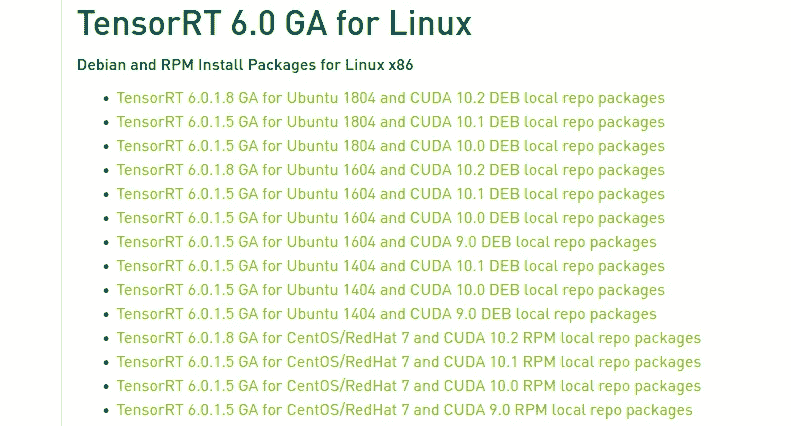 TensorRT 6.0 GA for Linux
Debian and RPM Install Packages for Linux x86
TensorRT 6.0.1.8 GA for Ubuntu 1804 and CUDA 10.2 DEB local repo packages
TensorRT 6.0.1.5 GA for Ubuntu 1804 and CUDA 10.1 DEB local repo packages
TensorRT 6.0.1.5 GA for Ubuntu 1804 and CUDA 10.0 DEB local repo packages
TensorRT 6.0.1.8 GA for Ubuntu 1604 and CUDA 10.2 DEB local repo packages
TensorRT 6.0.1.5 GA for Ubuntu 1604 and CUDA 10.1 DEB local repo packages
TensorRT 6.0.1.5 GA for Ubuntu 1604 and CUDA 10.0 DEB local repo packages
TensorRT 6.0.1.5 GA for Ubuntu 1604 and CUDA 9.0 DEB local repo packages
TensorRT 6.0.1.5 GA for Ubuntu 1404 and CUDA 10.1 DEB local repo packages
TensorRT 6.0.1.5 GA for Ubuntu 1404 and CUDA 10.0 DEB local repo packages
TensorRT 6.0.1.5 GA for Ubuntu 1404 and CUDA 9.0 DEB local repo packages
TensorRT 6.0.1.8 GA for CentOS/RedHat 7 and CUDA 10.2 RPM local repo packages
TensorRT 6.0.1.5 GA for CentOS/RedHat 7 and CUDA 10.1 RPM local repo packages
TensorRT 6.0.1.5 GA for CentOS/RedHat 7 and CUDA 10.0 RPM local repo packages
TensorRT 6.0.1.5 GA for CentOS/RedHat 7 and CUDA 9.0 RPM local repo packages